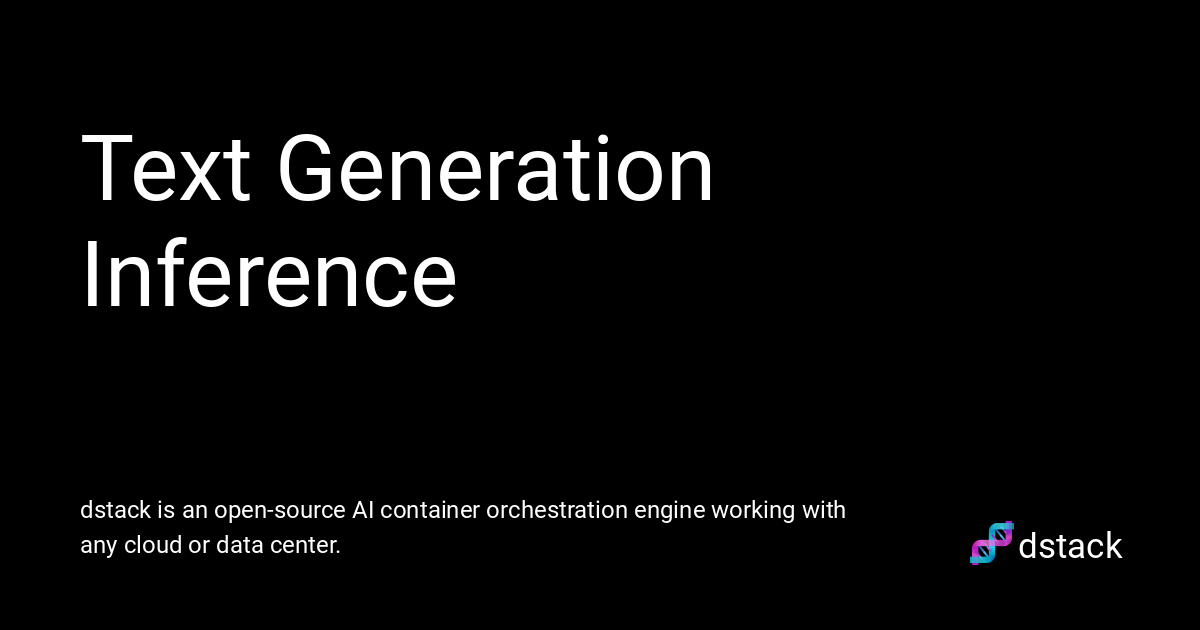 Text Generation
Inference
dstack is an open-source AI container orchestration engine working with
any cloud or data center.
dstack